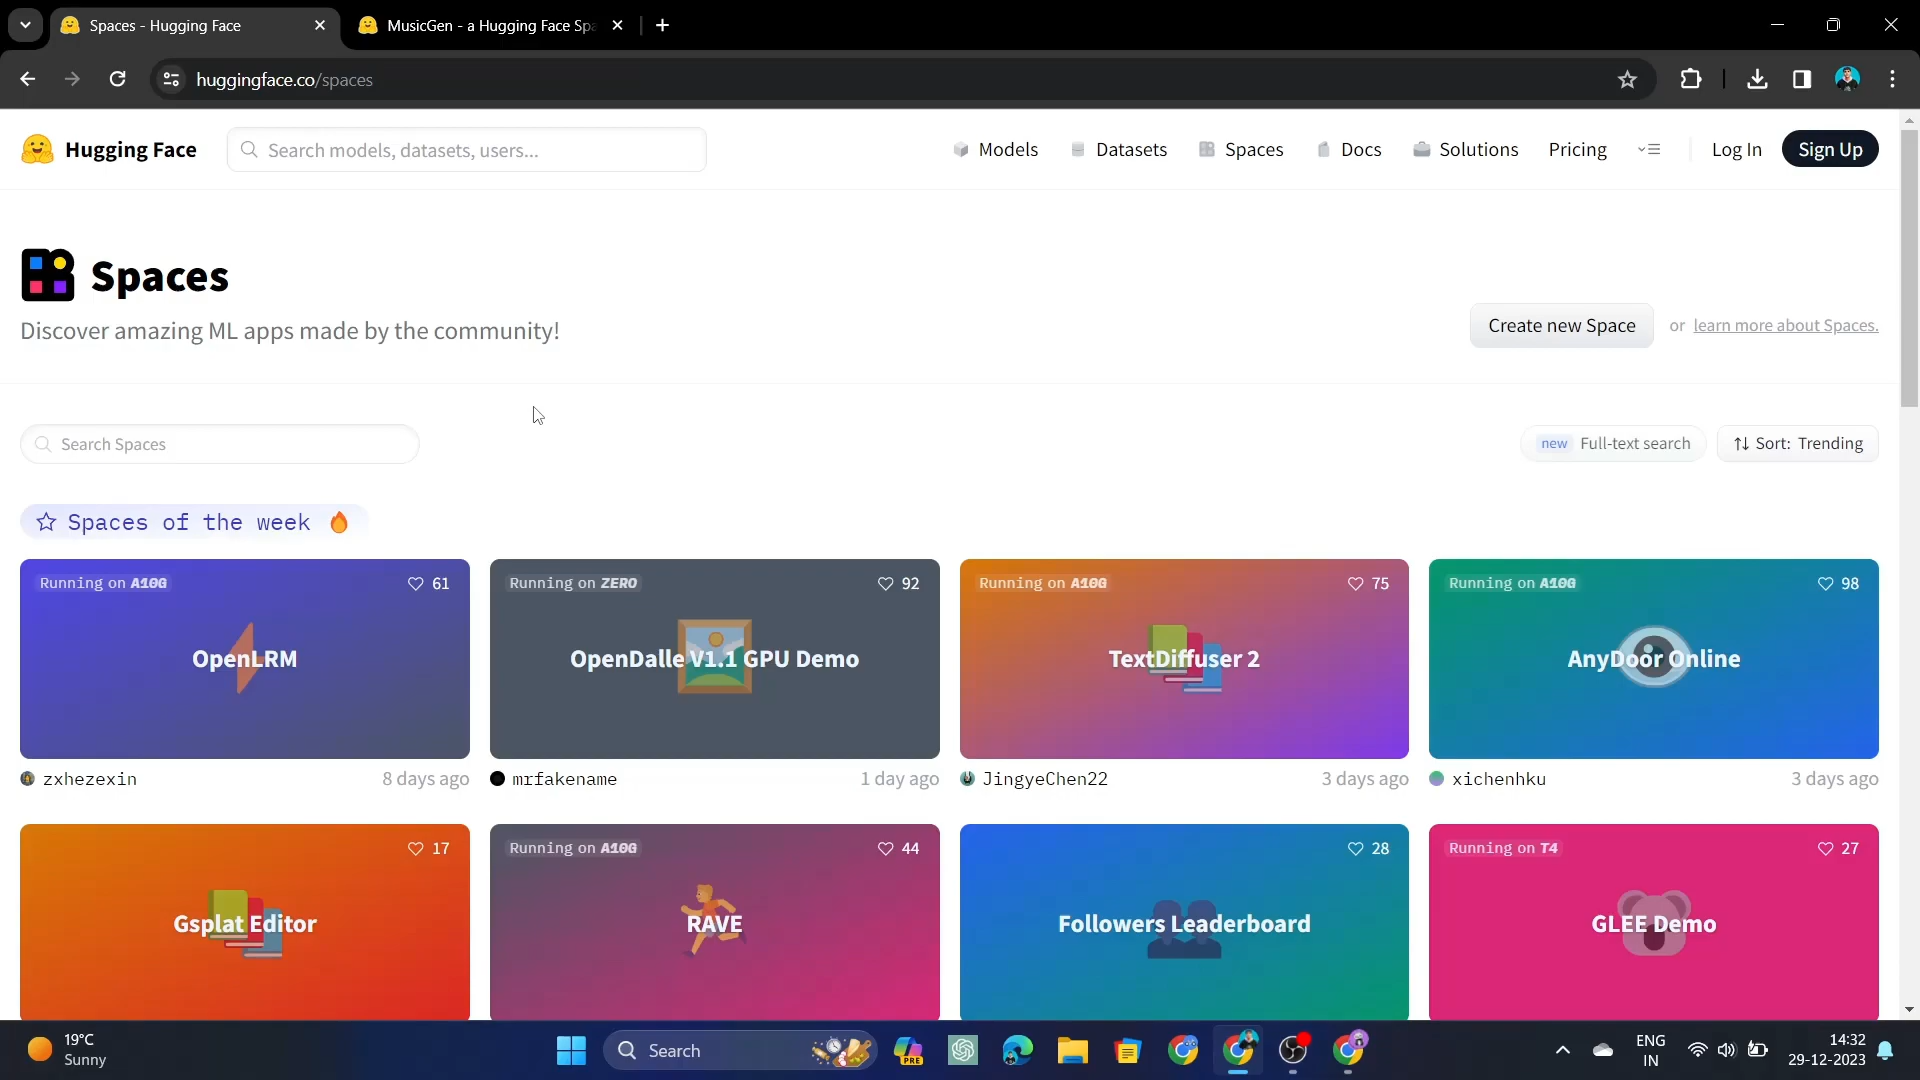 Spaces - Hugging Face
MusicGen - a Hugging Face Spa
huggingface.co/spaces
Hugging Face
Search models, datasets, users...
Models
Datasets
Spaces
Docs
Solutions
Pricing
Log In
Sign Up
Spaces
Discover amazing ML apps made by the community!
Create new Space
or learn more about Spaces.
Search Spaces
new Full-text search
Sort: Trending
Spaces of the week 🔥
Running on A10G
61
OpenLRM
zxhezexin
8 days ago
Running on ZERO
92
OpenDalle V1.1 GPU Demo
mrfakename
1 day ago
Running on A10G
75
TextDiffuser 2
JingyeChen22
3 days ago
Running on A10G
98
AnyDoor Online
xichenhku
3 days ago
17
Gsplat Editor
Running on A10G
44
RAVE
28
Followers Leaderboard
Running on T4
27
GLEE Demo
19°C
Sunny
Search
PRE
ENG
IN
14:32
29-12-2023